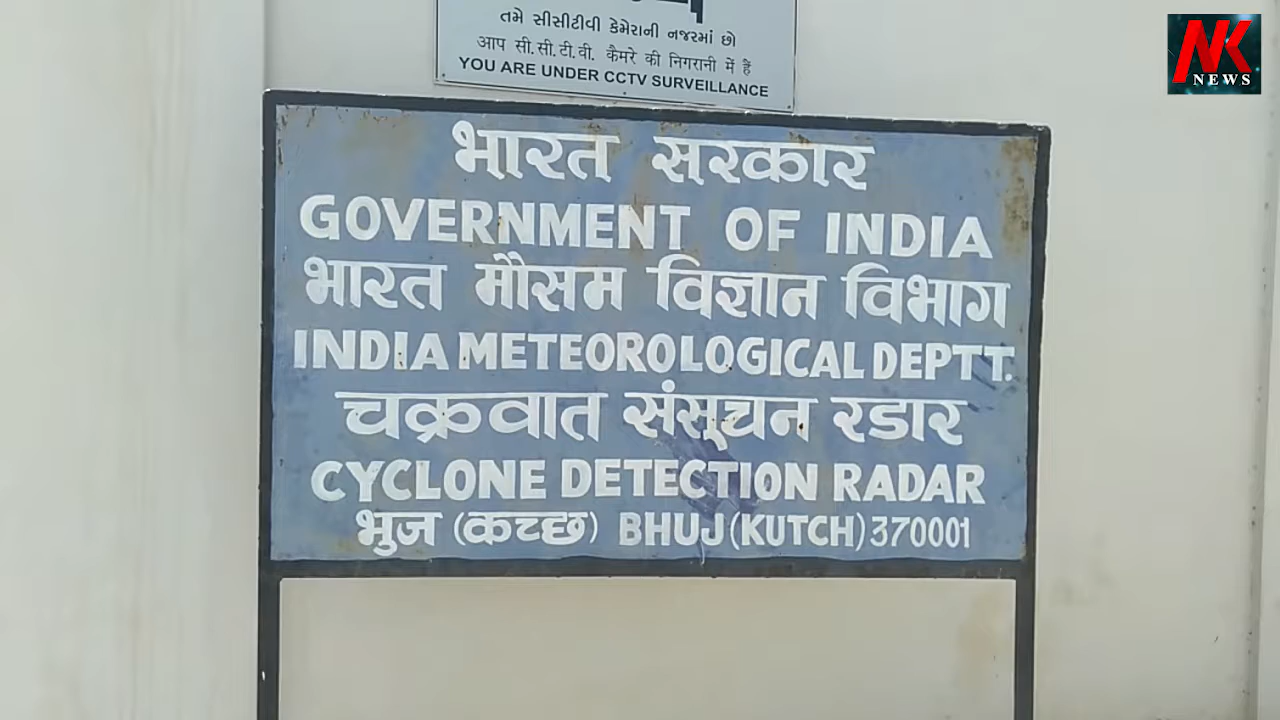 તમે સીસીટીવી કેમેરાની નજરમાં છો
आप सी.सी.टी.वी. कैमरे की निगरानी में हैं
YOU ARE UNDER CCTV SURVEILLANCE
NK
NEWS
भारत सरकार
GOVERNMENT OF INDIA
भारत मौसम विज्ञान विभाग
INDIA METEOROLOGICAL DEPTT.
चक्रवात संसूचन रडार
CYCLONE DETECTION RADAR
भुज (कच्छ) BHUJ (KUTCH) 370001